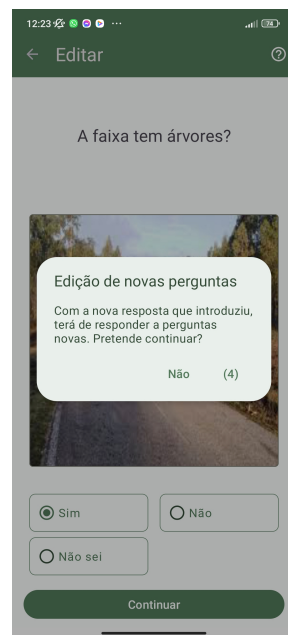 12:23
74
Editar
A faixa tem árvores?
Edição de novas perguntas
Com a nova resposta que introduziu,
terá de responder a perguntas
novas. Pretende continuar?
Não (4)
Sim Não
Não sei
Continuar